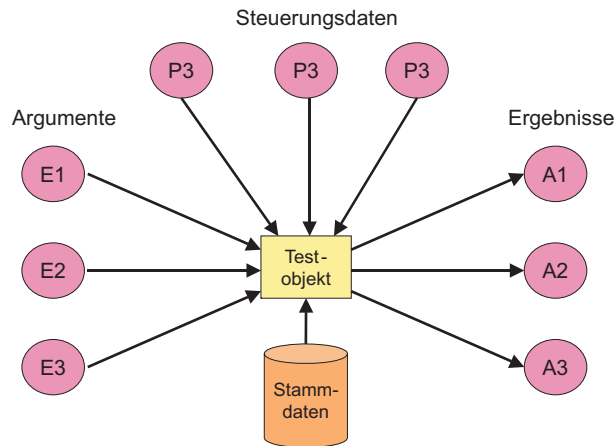 Steuerungsdaten
P3
P3
P3
Argumente
Ergebnisse
E1
A1
E2
Test-
objekt
A2
E3
A3
Stamm-
daten